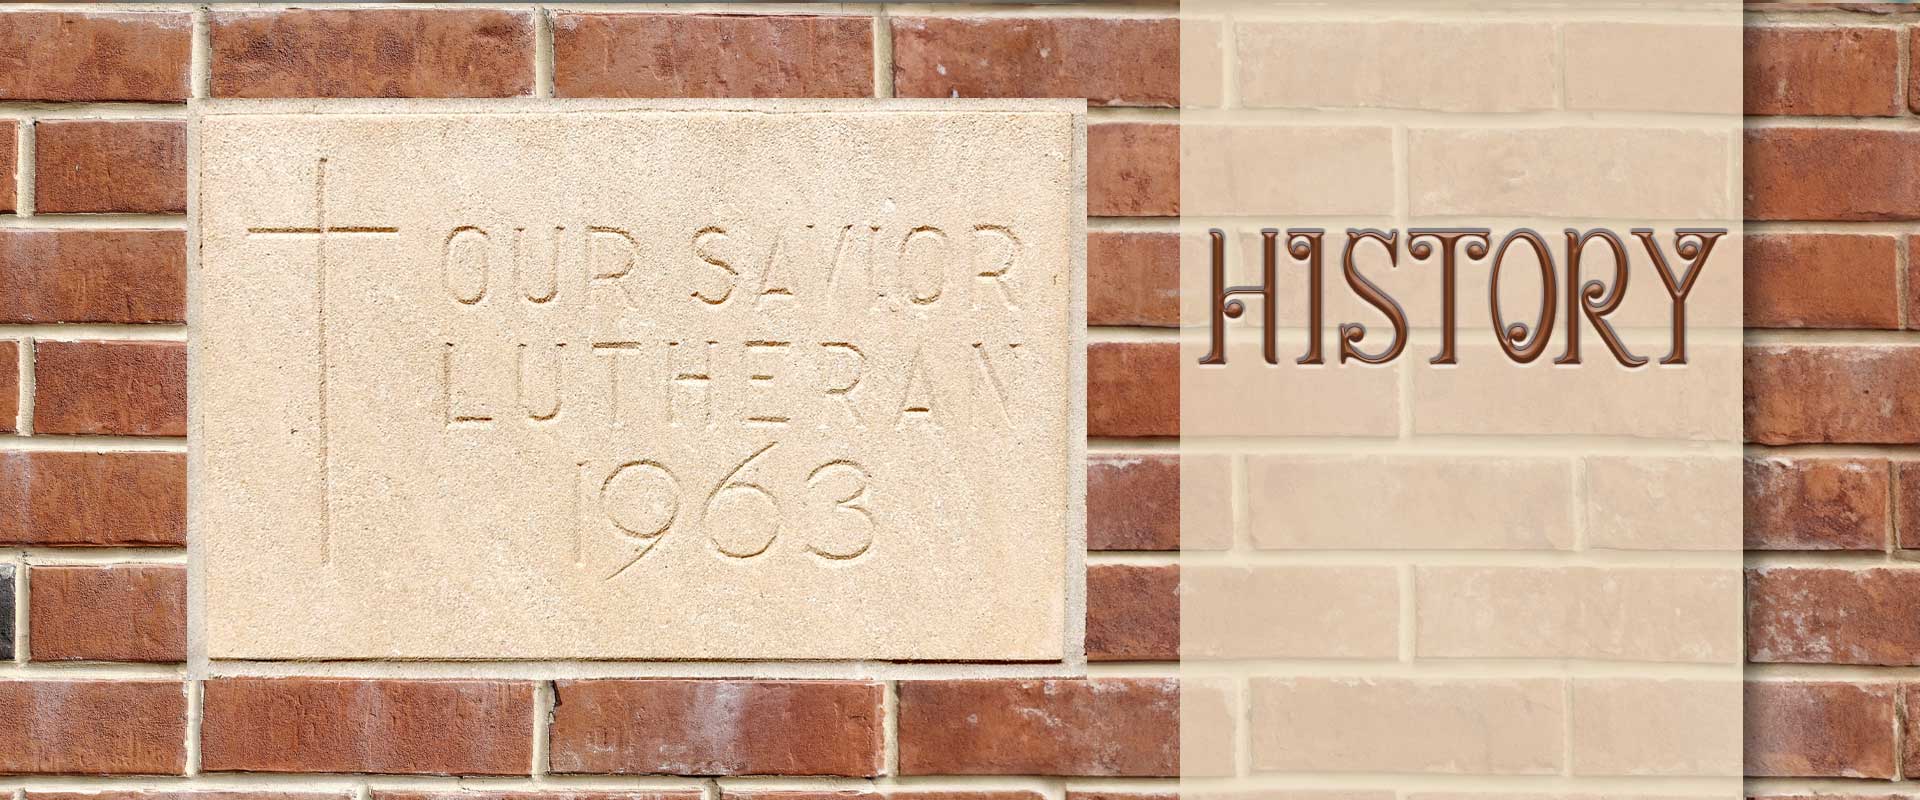 OUR SAVIOR
LUTHERAN
1963
HISTORY